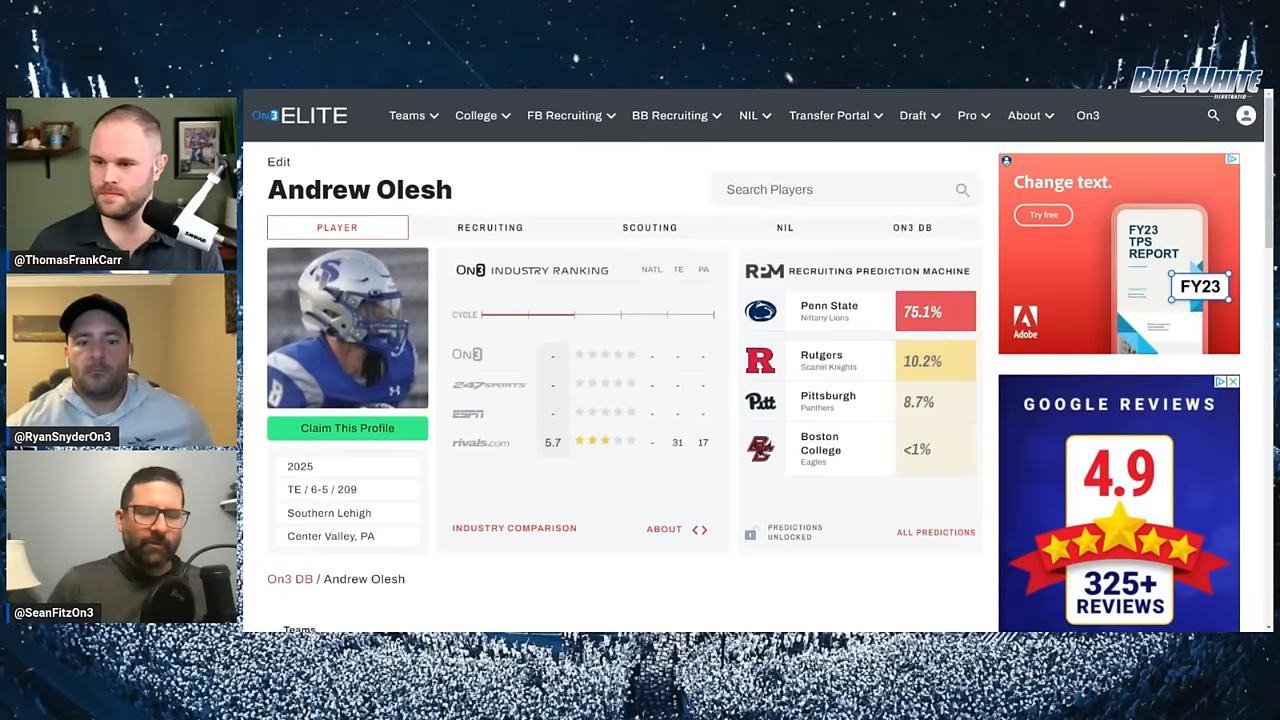 BLUEWHITE
ILLUSTRATED
On3 ELITE
Teams
College
FB Recruiting
BB Recruiting
NIL
Transfer Portal
Draft
Pro
About
On3
Edit
Andrew Olesh
Search Players
PLAYER
RECRUITING
SCOUTING
NIL
ON3 DB
Claim This Profile
2025
TE / 6-5 / 209
Southern Lehigh
Center Valley, PA
On3 INDUSTRY RANKING NATL. TE PA
CYCLE
On3 - - - -
247SPORTS - - - -
ESPN - - - -
rivals.com 5.7 - 31 17
INDUSTRY COMPARISON
ABOUT
RPM RECRUITING PREDICTION MACHINE
Penn State 75.1%
Nittany Lions
Rutgers 10.2%
Scarlet Knights
Pitt Pittsburgh 8.7%
Panthers
Boston
College <1%
Eagles
PREDICTIONS
UNLOCKED
ALL PREDICTIONS
On3 DB / Andrew Olesh
Teams
Change text.
Try free
FY23
TPS
REPORT
FY23
Adobe
GOOGLE REVIEWS
4.9
325+
REVIEWS
SHURE
@ThomasFrankCarr
@RyanSnyderOn3
@SeanFitzOn3